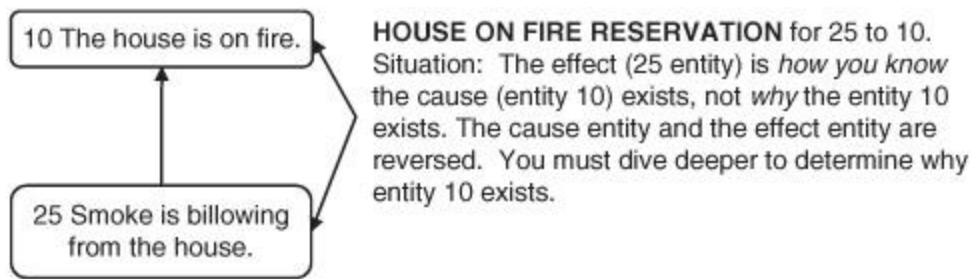 10 The house is on fire.
25 Smoke is billowing
from the house.
HOUSE ON FIRE RESERVATION for 25 to 10.
Situation: The effect (25 entity) is how you know
the cause (entity 10) exists, not why the entity 10
exists. The cause entity and the effect entity are
reversed. You must dive deeper to determine why
entity 10 exists.